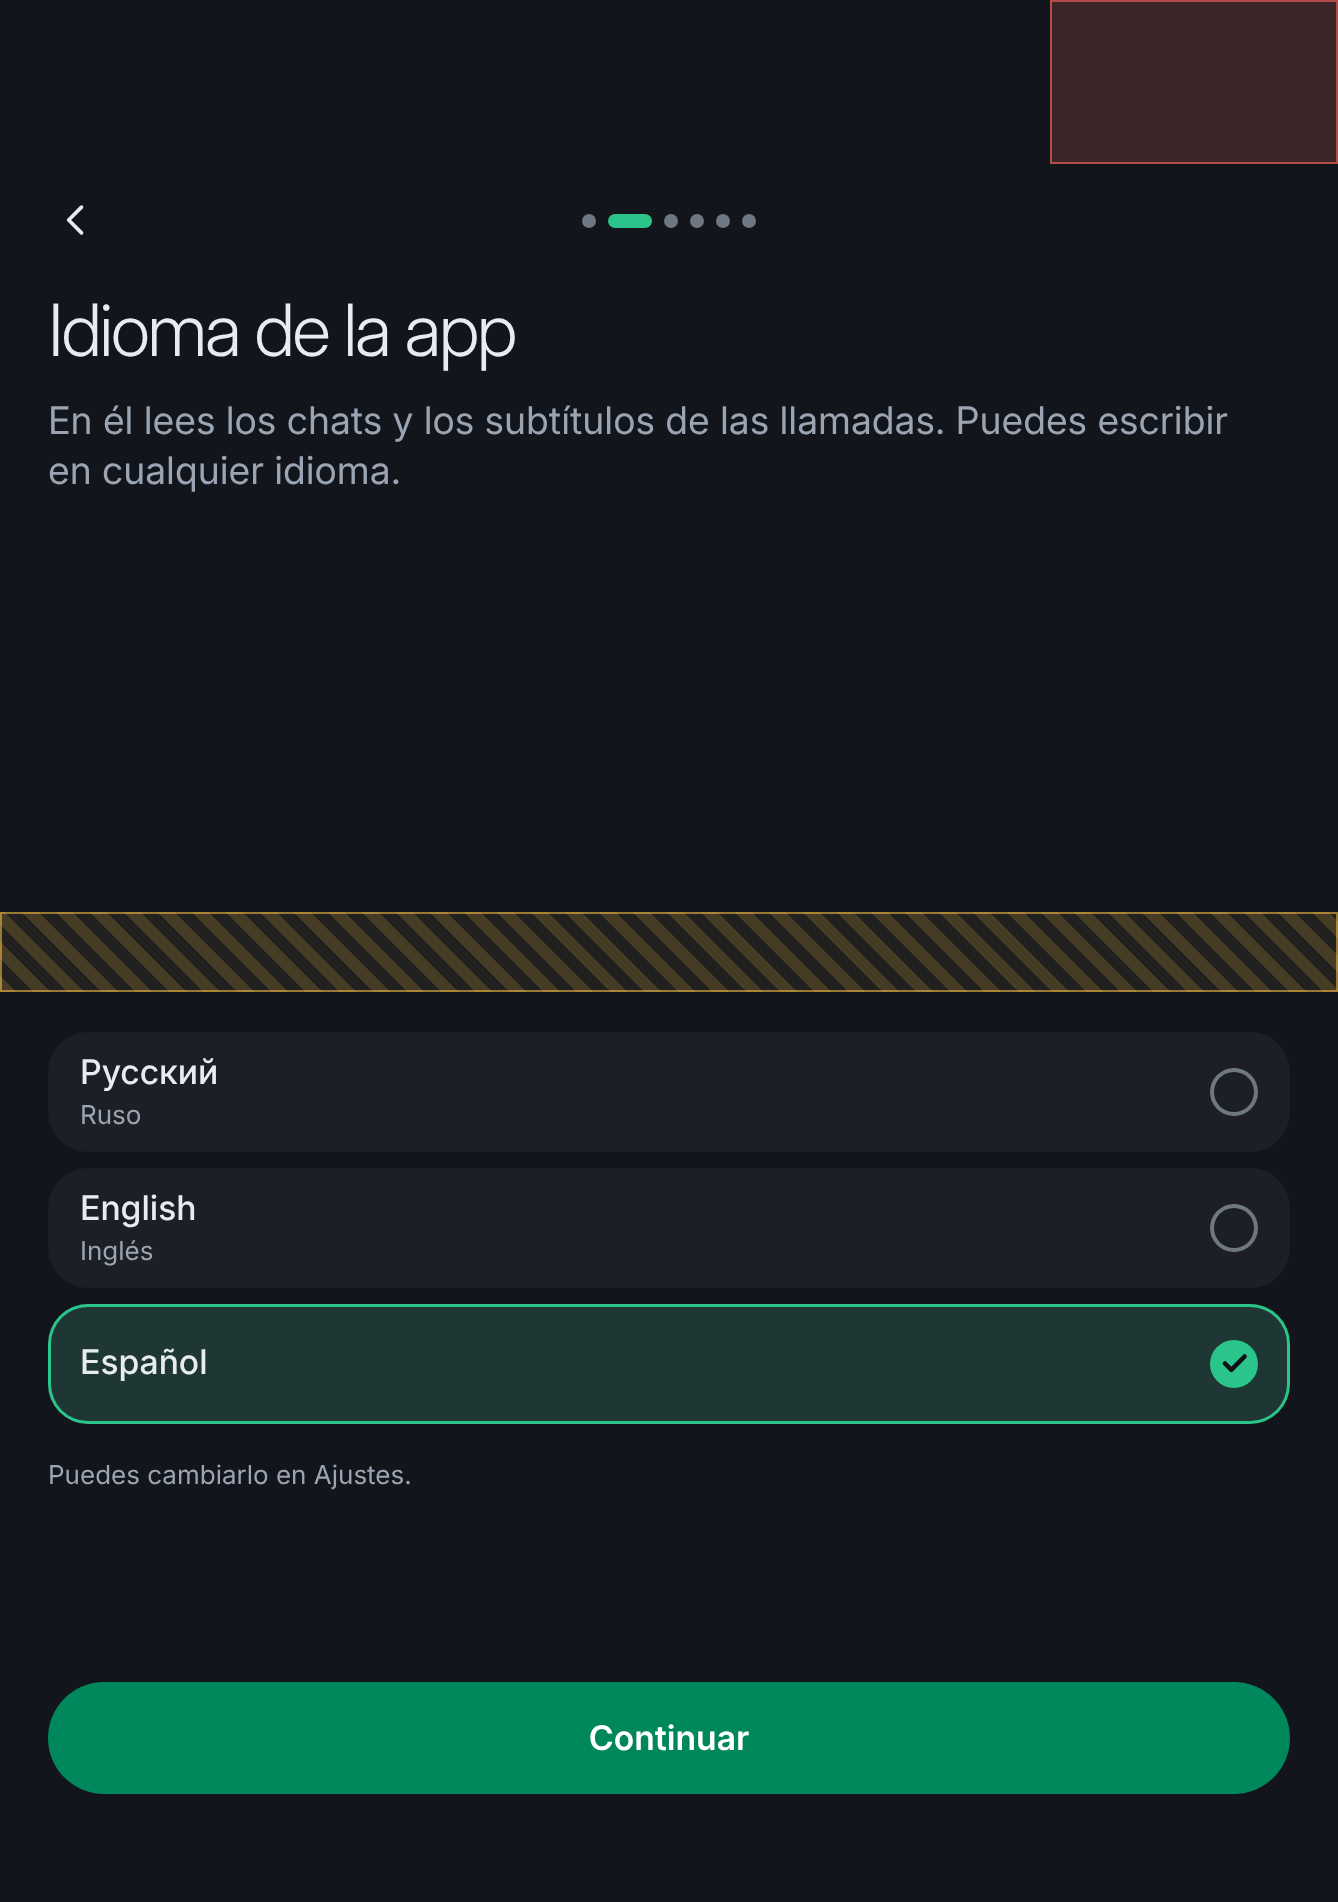 Idioma de la app
En él lees los chats y los subtítulos de las llamadas. Puedes escribir
en cualquier idioma.
Русский
Ruso
English
Inglés
Español
Puedes cambiarlo en Ajustes.
Continuar